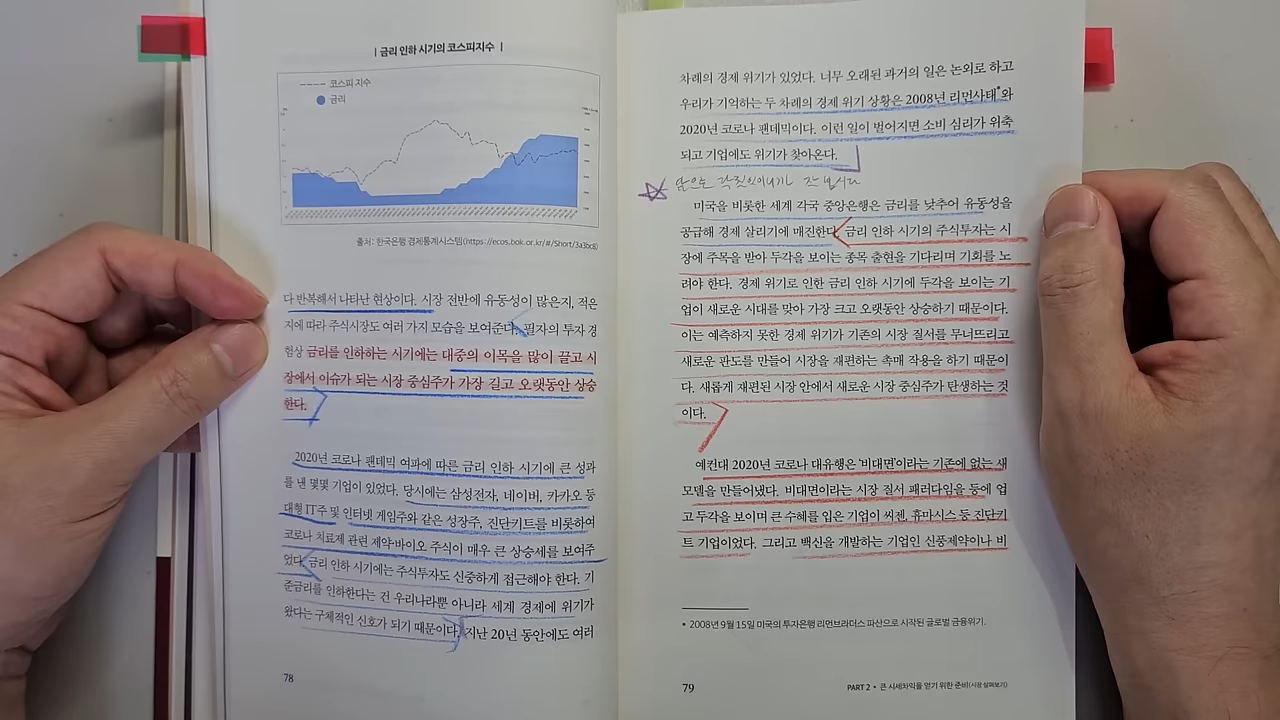 | 금리 인하 시기의 코스피지수 |
코스피 지수
금리
출처: 한국은행 경제통계시스템(https://ecos.bok.or.kr/#/Short/3a3bc8)
다 반복해서 나타난 현상이다. 시장 전반에 유동성이 많은지, 적은
지에 따라 주식시장도 여러 가지 모습을 보여준다. 필자의 투자 경
험상 금리를 인하하는 시기에는 대중의 이목을 많이 끌고 시
장에서 이슈가 되는 시장 중심주가 가장 길고 오랫동안 상승
한다.
2020년 코로나 팬데믹 여파에 따른 금리 인하 시기에 큰 성과
를 낸 몇몇 기업이 있었다. 당시에는 삼성전자, 네이버, 카카오 등
대형 IT주 및 인터넷 게임주와 같은 성장주, 진단키트를 비롯하여
코로나 치료제 관련 제약·바이오 주식이 매우 큰 상승세를 보여주
었다. 금리 인하 시기에는 주식투자도 신중하게 접근해야 한다. 기
준금리를 인하한다는 건 우리나라뿐 아니라 세계 경제에 위기가
왔다는 구체적인 신호가 되기 때문이다. 지난 20년 동안에도 여러
78
차례의 경제 위기가 있었다. 너무 오래된 과거의 일은 논외로 하고
우리가 기억하는 두 차례의 경제 위기 상황은 2008년 리먼사태*와
2020년 코로나 팬데믹이다. 이런 일이 벌어지면 소비 심리가 위축
되고 기업에도 위기가 찾아온다.
앞으로
미국을 비롯한 세계 각국 중앙은행은 금리를 낮추어 유동성을
공급해 경제 살리기에 매진한다. 금리 인하 시기의 주식투자는 시
장에 주목을 받아 두각을 보이는 종목 출현을 기다리며 기회를 노
려야 한다. 경제 위기로 인한 금리 인하 시기에 두각을 보이는 기
업이 새로운 시대를 맞아 가장 크고 오랫동안 상승하기 때문이다.
이는 예측하지 못한 경제 위기가 기존의 시장 질서를 무너뜨리고
새로운 판도를 만들어 시장을 재편하는 촉매 작용을 하기 때문이
다. 새롭게 재편된 시장 안에서 새로운 시장 중심주가 탄생하는 것
이다.
예컨대 2020년 코로나 대유행은 '비대면'이라는 기존에 없는 새
모델을 만들어냈다. 비대면이라는 시장 질서 패러다임을 등에 업
고 두각을 보이며 큰 수혜를 입은 기업이 씨젠, 휴마시스 등 진단키
트 기업이었다. 그리고 백신을 개발하는 기업인 신풍제약이나 비
• 2008년 9월 15일 미국의 투자은행 리먼브라더스 파산으로 시작된 글로벌 금융위기.
79
PART 2 • 큰 시세차익을 얻기 위한 준비(시장 살펴보기)